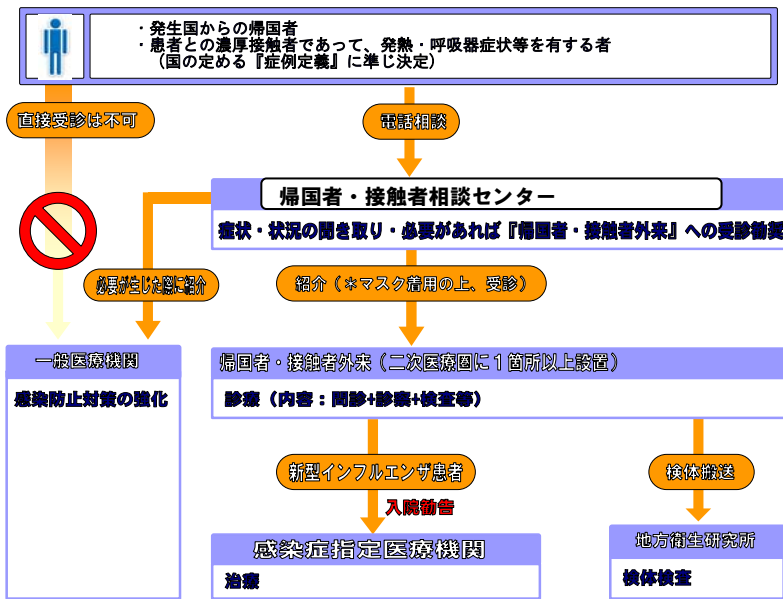 ・発生国からの帰国者
・患者との濃厚接触者であって、発熱・呼吸器症状等を有する者
（国の定める『症例定義』に準じ決定）
直接受診は不可
電話相談
帰国者・接触者相談センター
症状・状況の聞き取り・必要があれば『帰国者・接触者外来』への受診勧奨
必要が生じた際に紹介
紹介（＊マスク着用の上、受診）
一般医療機関
感染防止対策の強化
帰国者・接触者外来（二次医療圏に１箇所以上設置）
診療（内容：問診+診察+検査等）
新型インフルエンザ患者
検体搬送
入院勧告
感染症指定医療機関
治療
地方衛生研究所
検体検査